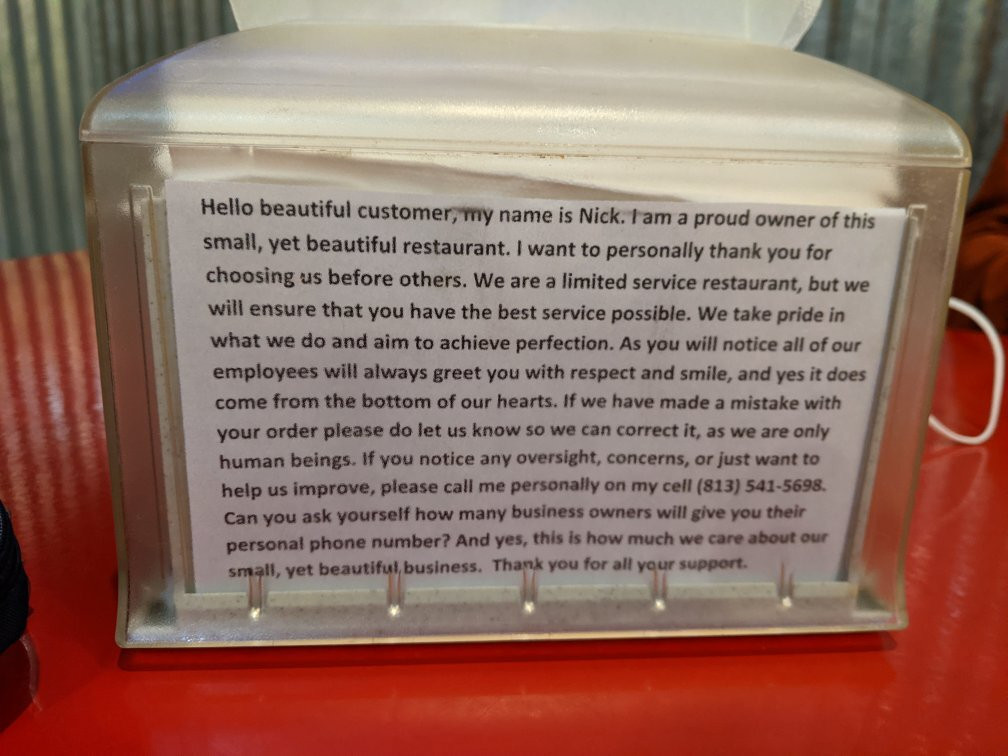 Hello beautiful customer, my name is Nick. I am a proud owner of this
small, yet beautiful restaurant. I want to personally thank you for
choosing us before others. We are a limited service restaurant, but we
will ensure that you have the best service possible. We take pride in
what we do and aim to achieve perfection. As you will notice all of our
employees will always greet you with respect and smile, and yes it does
come from the bottom of our hearts. If we have made a mistake with
your order please do let us know so we can correct it, as we are only
human beings. If you notice any oversight, concerns, or just want to
help us improve, please call me personally on my cell (813) 541-5698.
Can you ask yourself how many business owners will give you their
personal phone number? And yes, this is how much we care about our
small, yet beautiful business. Thank you for all your support.